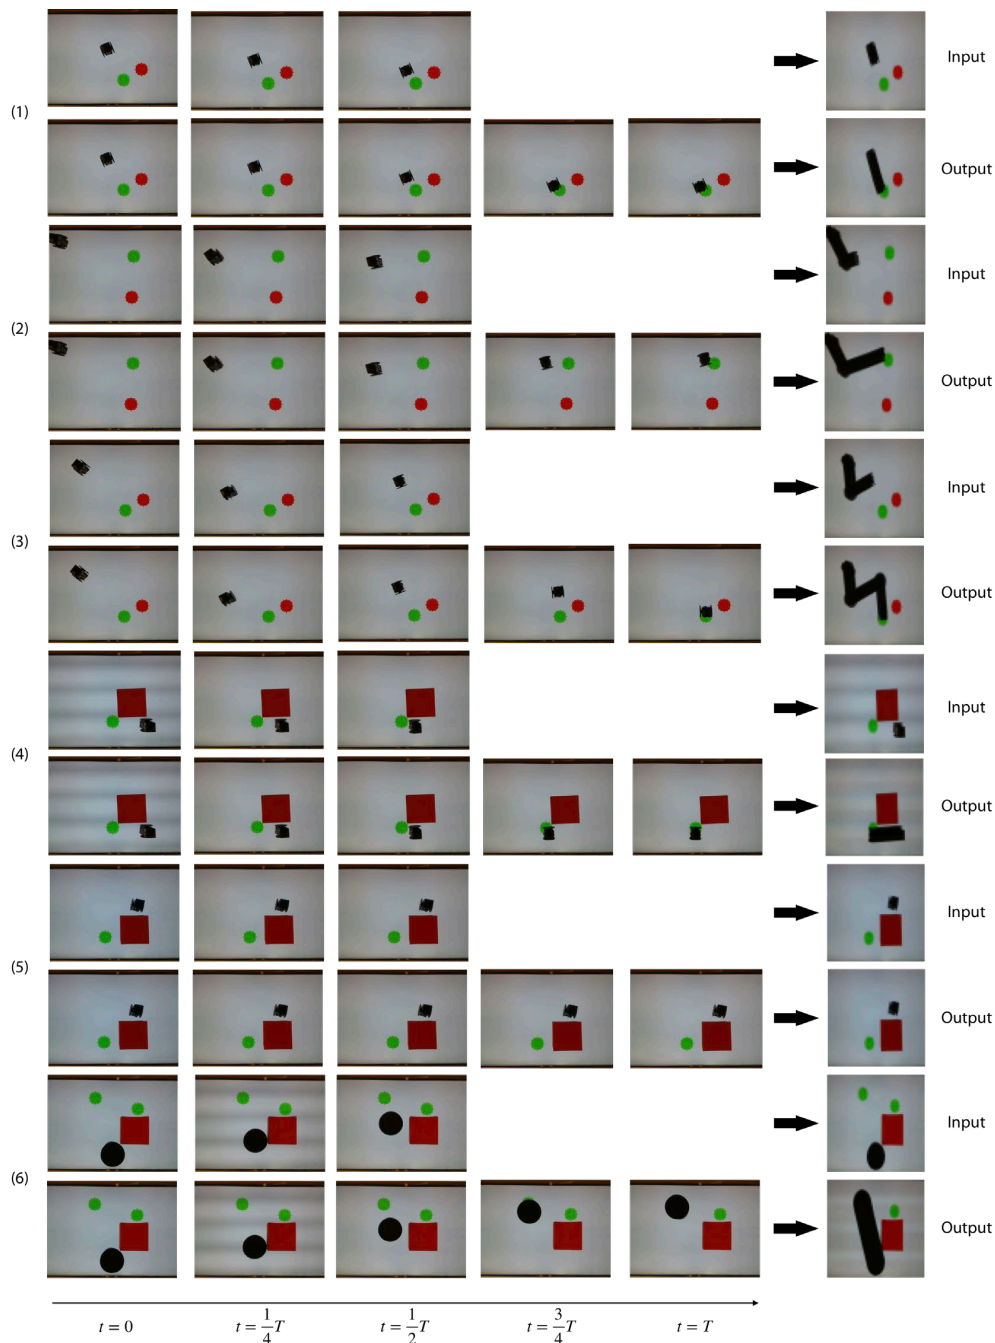 Input
(1)
Output
Input
(2)
Output
Input
(3)
Output
Input
(4)
Output
Input
(5)
Output
Input
(6)
Output
t = 0
t = 1/4 T
t = 1/2 T
t = 3/4 T
t = T